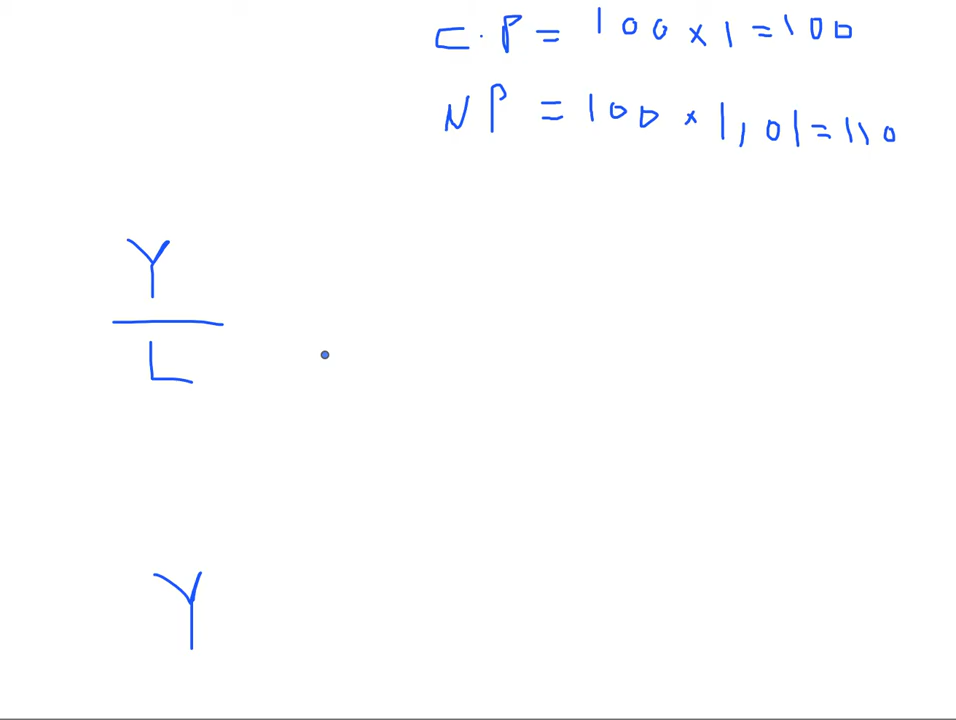 C.P = 100 × 1 = 100
NP = 100 × 1,01 = 110
Y
L
Y